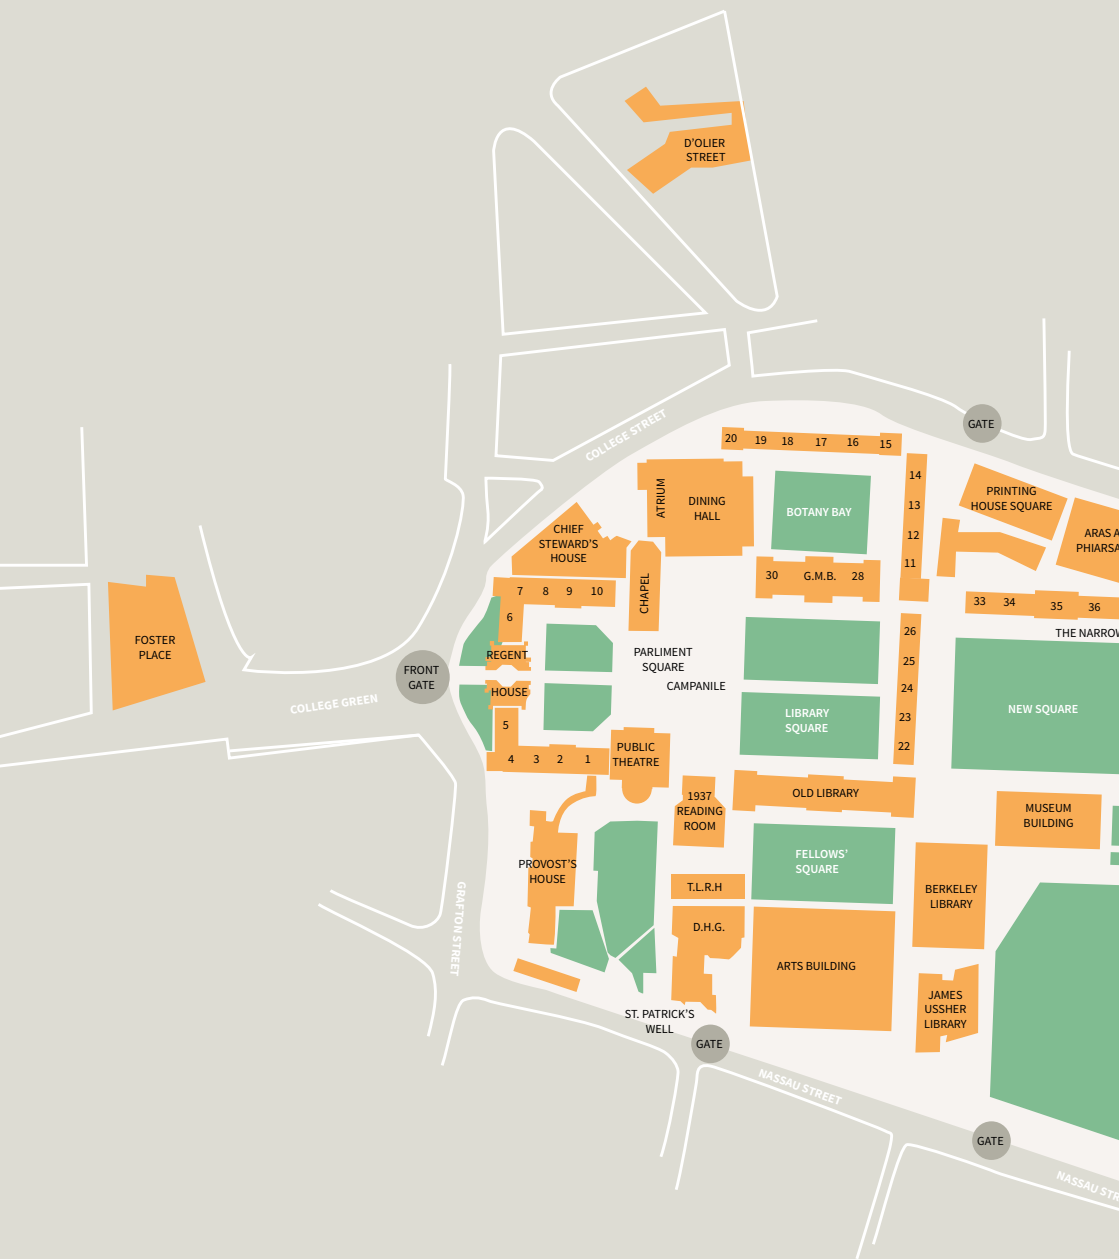 D'OLIER
STREET
COLLEGE STREET
GATE
20 19 18 17 16 15
14
13
12
11
ATRIUM
DINING
HALL
BOTANY BAY
PRINTING
HOUSE SQUARE
ARAS A
PHIARSA
CHIEF
STEWARD'S
HOUSE
CHAPEL
30 G.M.B. 28
7 8 9 10
6
33 34 35 36
THE NARROW
FOSTER
PLACE
REGENT
HOUSE
FRONT
GATE
COLLEGE GREEN
PARLIMENT
SQUARE
CAMPANILE
26
25
24
23
22
LIBRARY
SQUARE
NEW SQUARE
5
4 3 2 1
PUBLIC
THEATRE
1937
READING
ROOM
OLD LIBRARY
MUSEUM
BUILDING
PROVOST'S
HOUSE
FELLOWS'
SQUARE
T.L.R.H
BERKELEY
LIBRARY
GRAFTON STREET
D.H.G.
ARTS BUILDING
JAMES
USSHER
LIBRARY
ST. PATRICK'S
WELL
GATE
NASSAU STREET
GATE
NASSAU STR